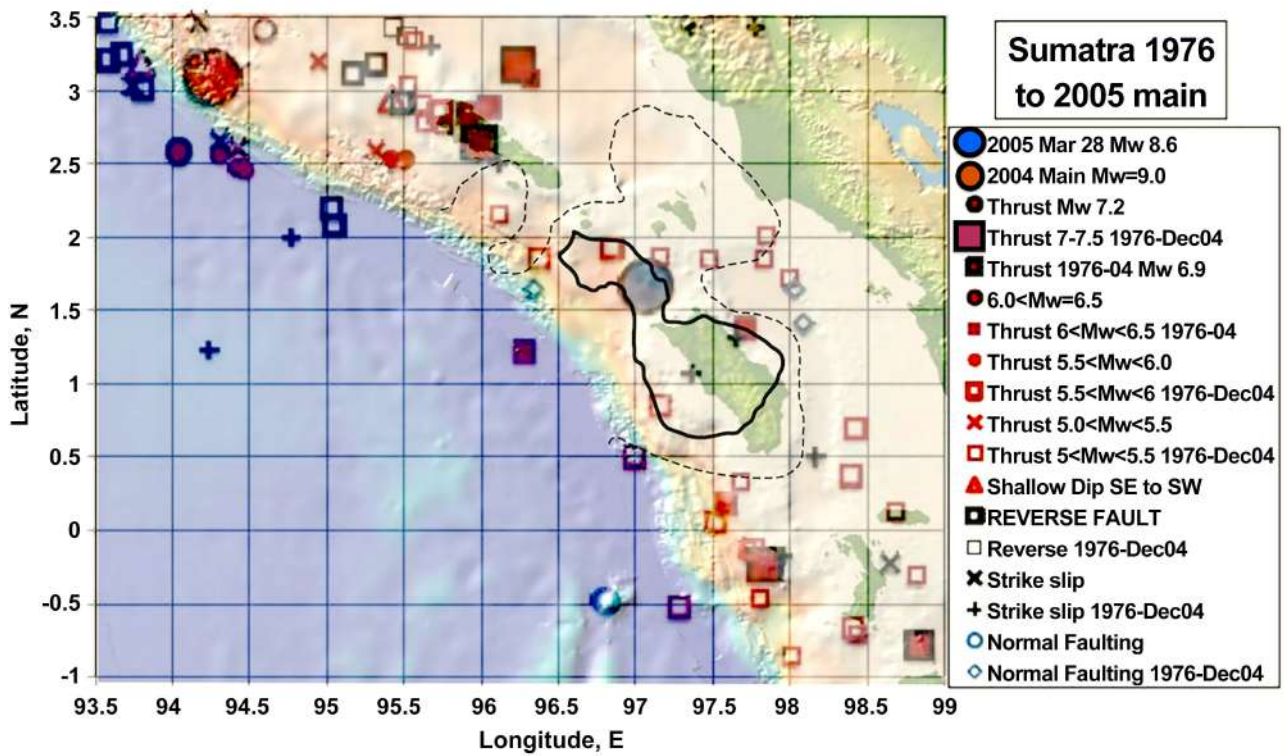 Sumatra 1976
to 2005 main
2005 Mar 28 Mw 8.6
2004 Main Mw=9.0
Thrust Mw 7.2
Thrust 7-7.5 1976-Dec04
Thrust 1976-04 Mw 6.9
6.0<Mw=6.5
Thrust 6<Mw<6.5 1976-04
Thrust 5.5<Mw<6.0
Thrust 5.5<Mw<6 1976-Dec04
Thrust 5.0<Mw<5.5
Thrust 5<Mw<5.5 1976-Dec04
Shallow Dip SE to SW
REVERSE FAULT
Reverse 1976-Dec04
Strike slip
Strike slip 1976-Dec04
Normal Faulting
Normal Faulting 1976-Dec04
Latitude, N
3.5
3
2.5
2
1.5
1
0.5
0
-0.5
-1
93.5 94 94.5 95 95.5 96 96.5 97 97.5 98 98.5 99
Longitude, E